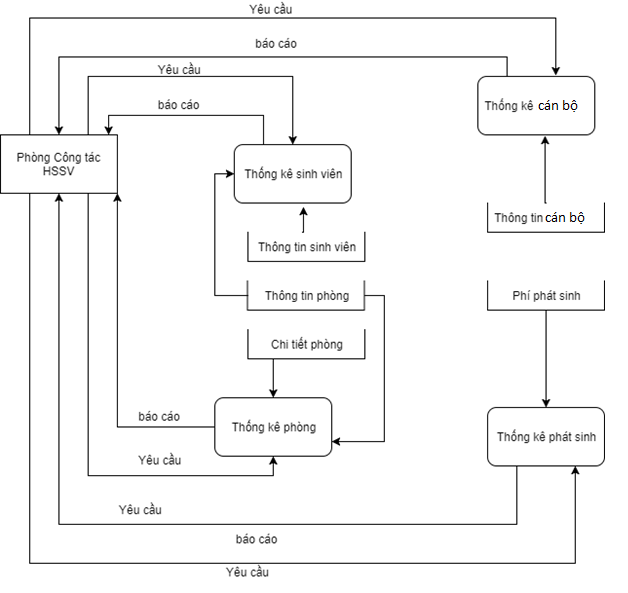 Yêu cầu
báo cáo
Yêu cầu
báo cáo
Thống kê cán bộ
Phòng Công tác
HSSV
Thống kê sinh viên
Thông tin cán bộ
Thông tin sinh viên
Thông tin phòng
Phí phát sinh
Chi tiết phòng
báo cáo
Thống kê phòng
Thống kê phát sinh
Yêu cầu
Yêu cầu
báo cáo
Yêu cầu